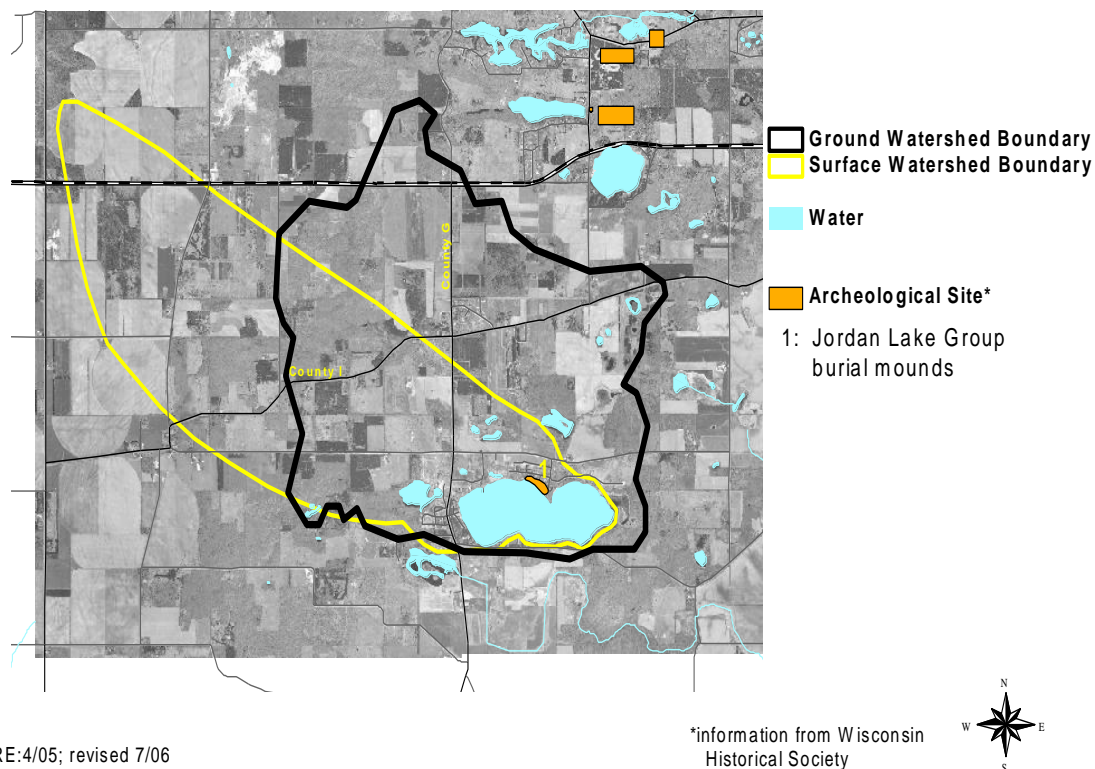 Ground Watershed Boundary
Surface Watershed Boundary
Water
Archeological Site*
1: Jordan Lake Group
burial mounds
County G
County I
1
RE:4/05; revised 7/06
*information from Wisconsin
Historical Society
N
W
E
S